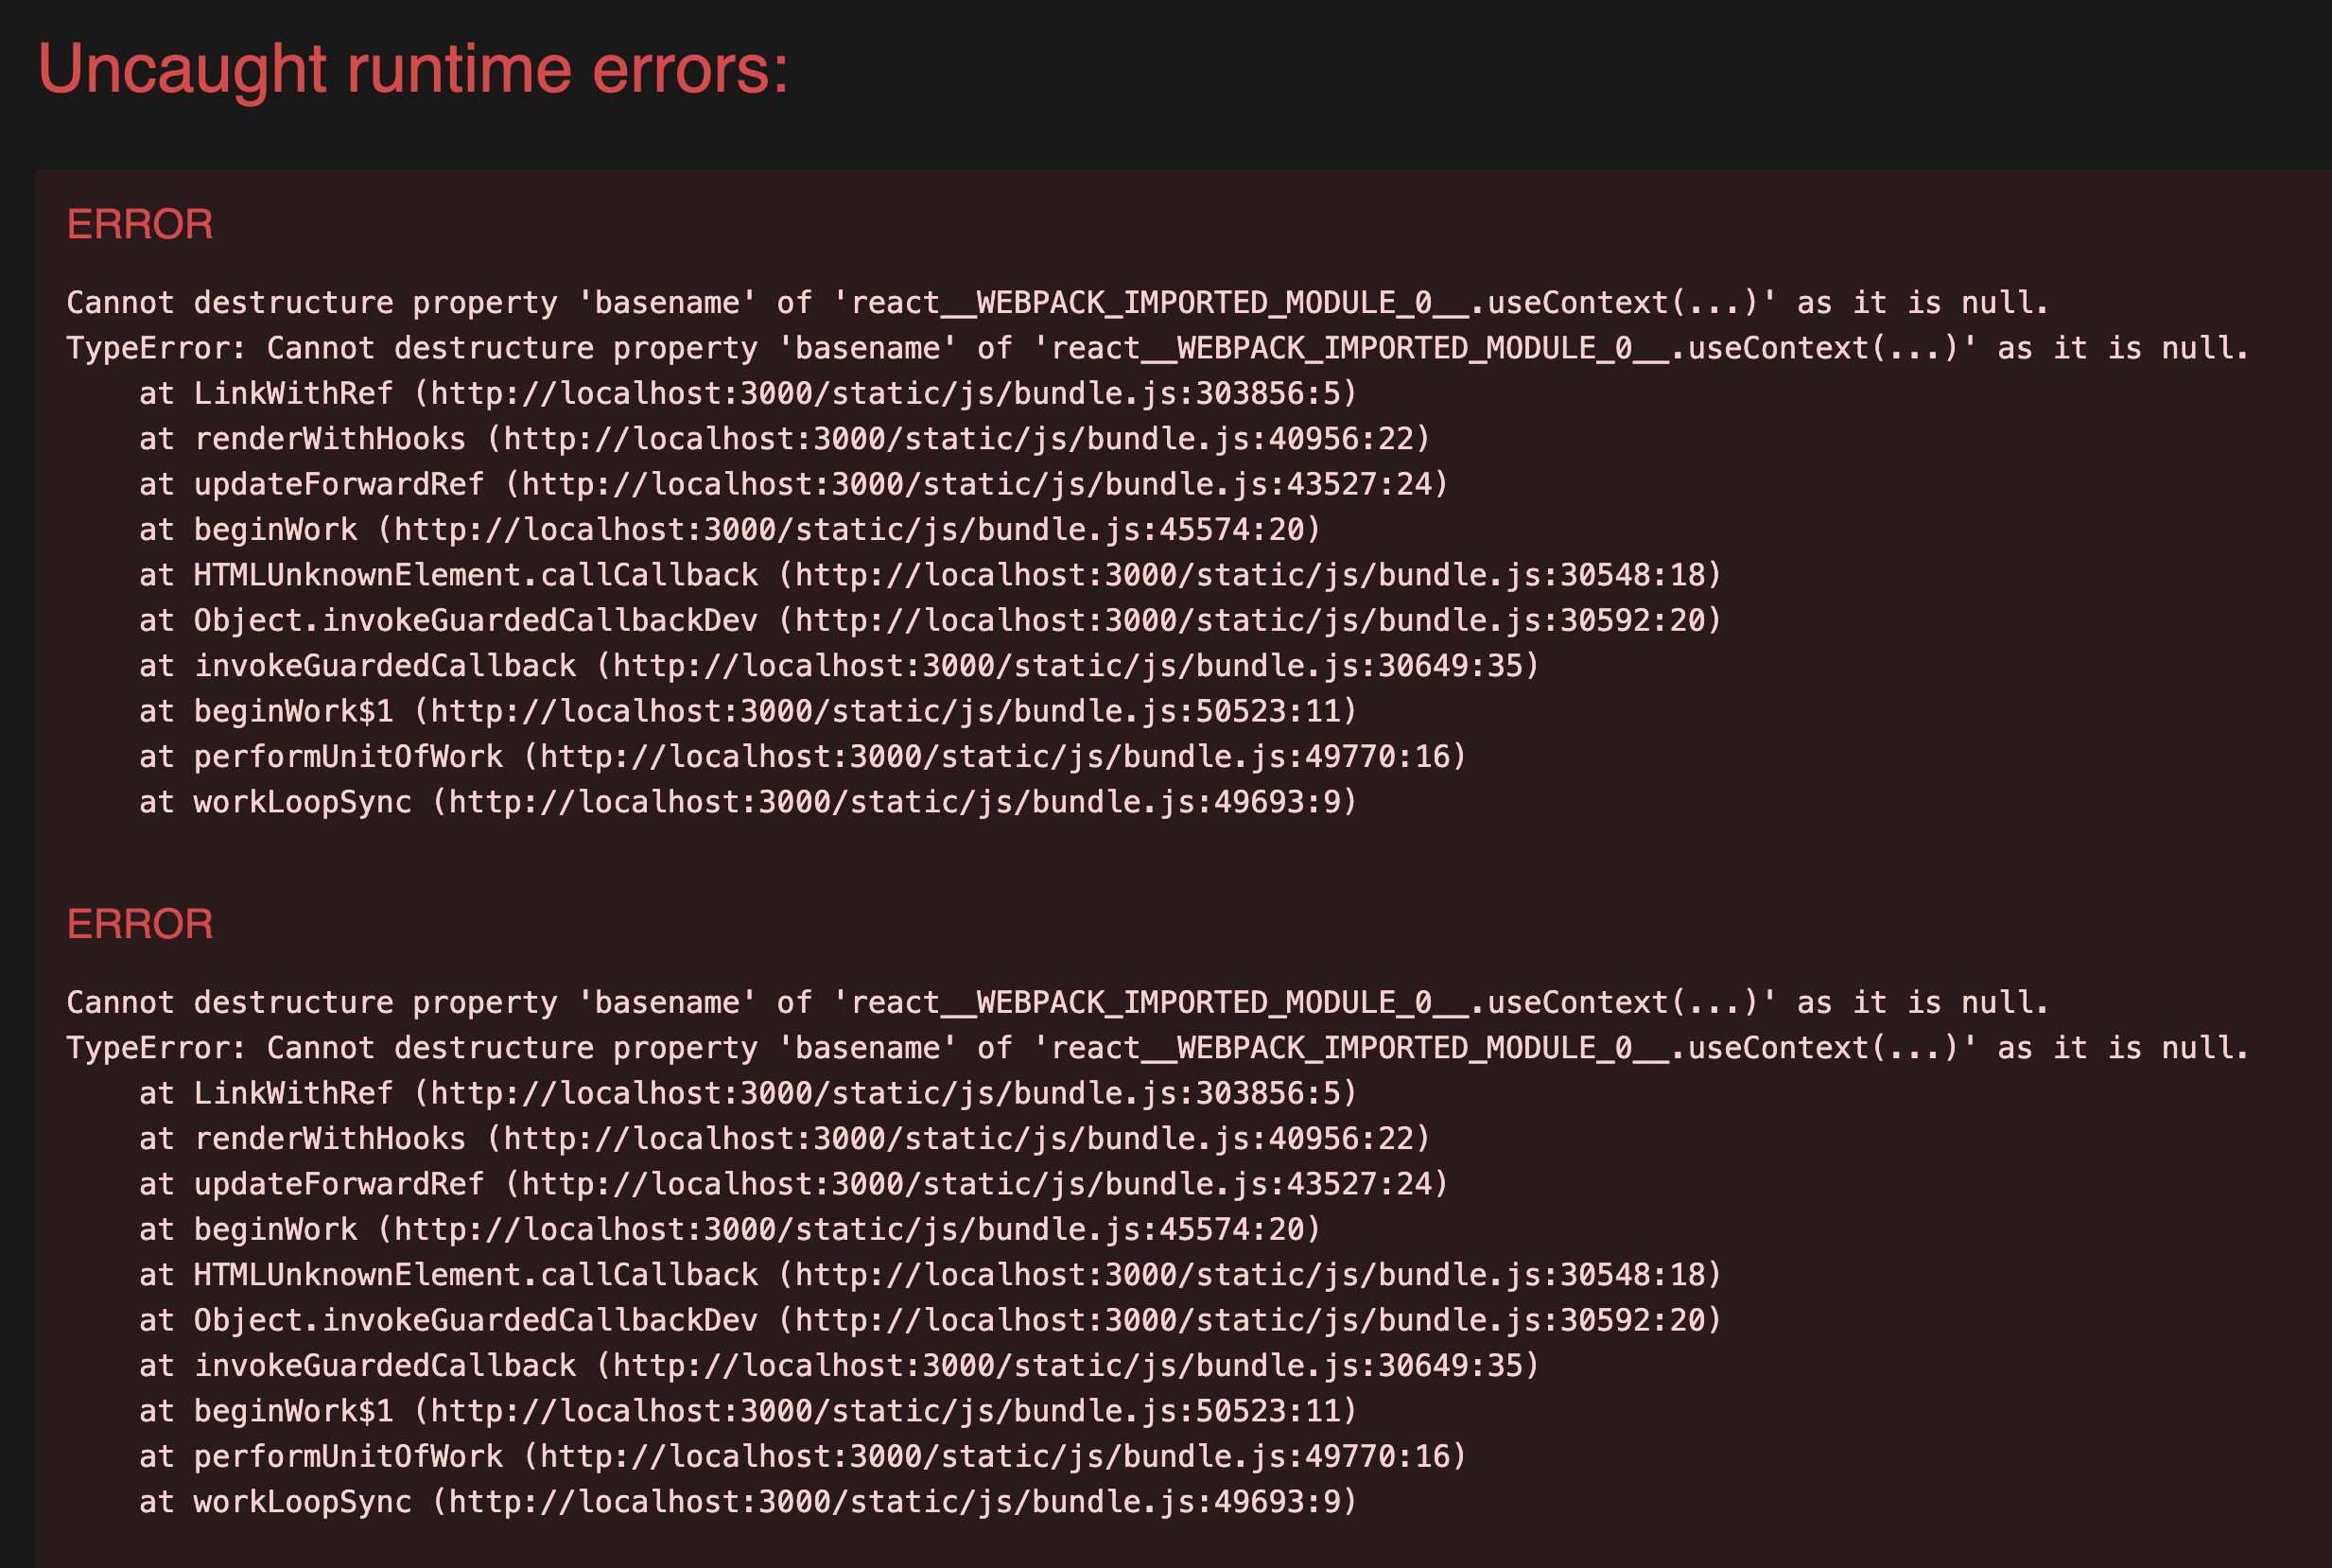 Uncaught runtime errors:
ERROR
Cannot destructure property 'basename' of 'react__WEBPACK_IMPORTED_MODULE_0__.useContext(...)' as it is null.
TypeError: Cannot destructure property 'basename' of 'react__WEBPACK_IMPORTED_MODULE_0__.useContext(...)' as it is null.
    at LinkWithRef (http://localhost:3000/static/js/bundle.js:303856:5)
    at renderWithHooks (http://localhost:3000/static/js/bundle.js:40956:22)
    at updateForwardRef (http://localhost:3000/static/js/bundle.js:43527:24)
    at beginWork (http://localhost:3000/static/js/bundle.js:45574:20)
    at HTMLUnknownElement.callCallback (http://localhost:3000/static/js/bundle.js:30548:18)
    at Object.invokeGuardedCallbackDev (http://localhost:3000/static/js/bundle.js:30592:20)
    at invokeGuardedCallback (http://localhost:3000/static/js/bundle.js:30649:35)
    at beginWork$1 (http://localhost:3000/static/js/bundle.js:50523:11)
    at performUnitOfWork (http://localhost:3000/static/js/bundle.js:49770:16)
    at workLoopSync (http://localhost:3000/static/js/bundle.js:49693:9)
ERROR
Cannot destructure property 'basename' of 'react__WEBPACK_IMPORTED_MODULE_0__.useContext(...)' as it is null.
TypeError: Cannot destructure property 'basename' of 'react__WEBPACK_IMPORTED_MODULE_0__.useContext(...)' as it is null.
    at LinkWithRef (http://localhost:3000/static/js/bundle.js:303856:5)
    at renderWithHooks (http://localhost:3000/static/js/bundle.js:40956:22)
    at updateForwardRef (http://localhost:3000/static/js/bundle.js:43527:24)
    at beginWork (http://localhost:3000/static/js/bundle.js:45574:20)
    at HTMLUnknownElement.callCallback (http://localhost:3000/static/js/bundle.js:30548:18)
    at Object.invokeGuardedCallbackDev (http://localhost:3000/static/js/bundle.js:30592:20)
    at invokeGuardedCallback (http://localhost:3000/static/js/bundle.js:30649:35)
    at beginWork$1 (http://localhost:3000/static/js/bundle.js:50523:11)
    at performUnitOfWork (http://localhost:3000/static/js/bundle.js:49770:16)
    at workLoopSync (http://localhost:3000/static/js/bundle.js:49693:9)